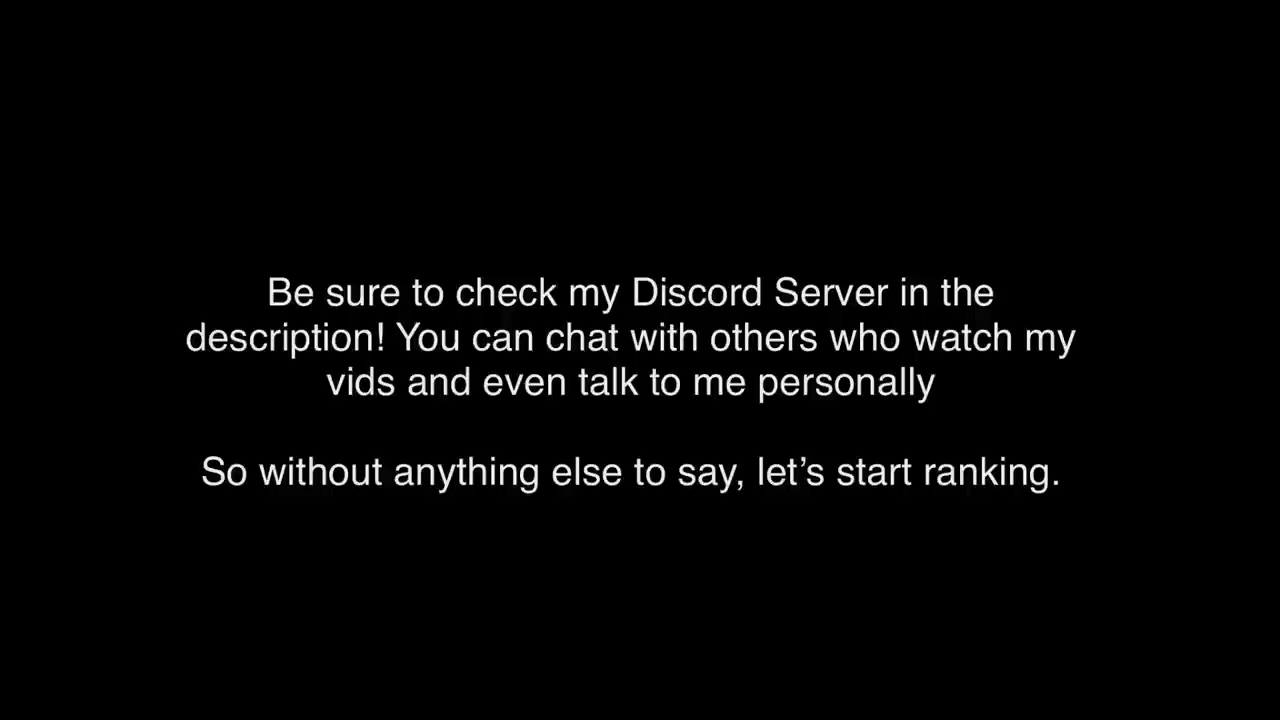 Be sure to check my Discord Server in the
description! You can chat with others who watch my
vids and even talk to me personally
So without anything else to say, let’s start ranking.